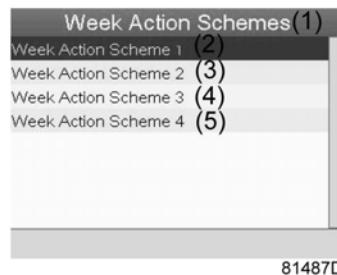 Week Action Schemes(1)
Week Action Scheme 1 (2)
Week Action Scheme 2 (3)
Week Action Scheme 3 (4)
Week Action Scheme 4 (5)
81487D